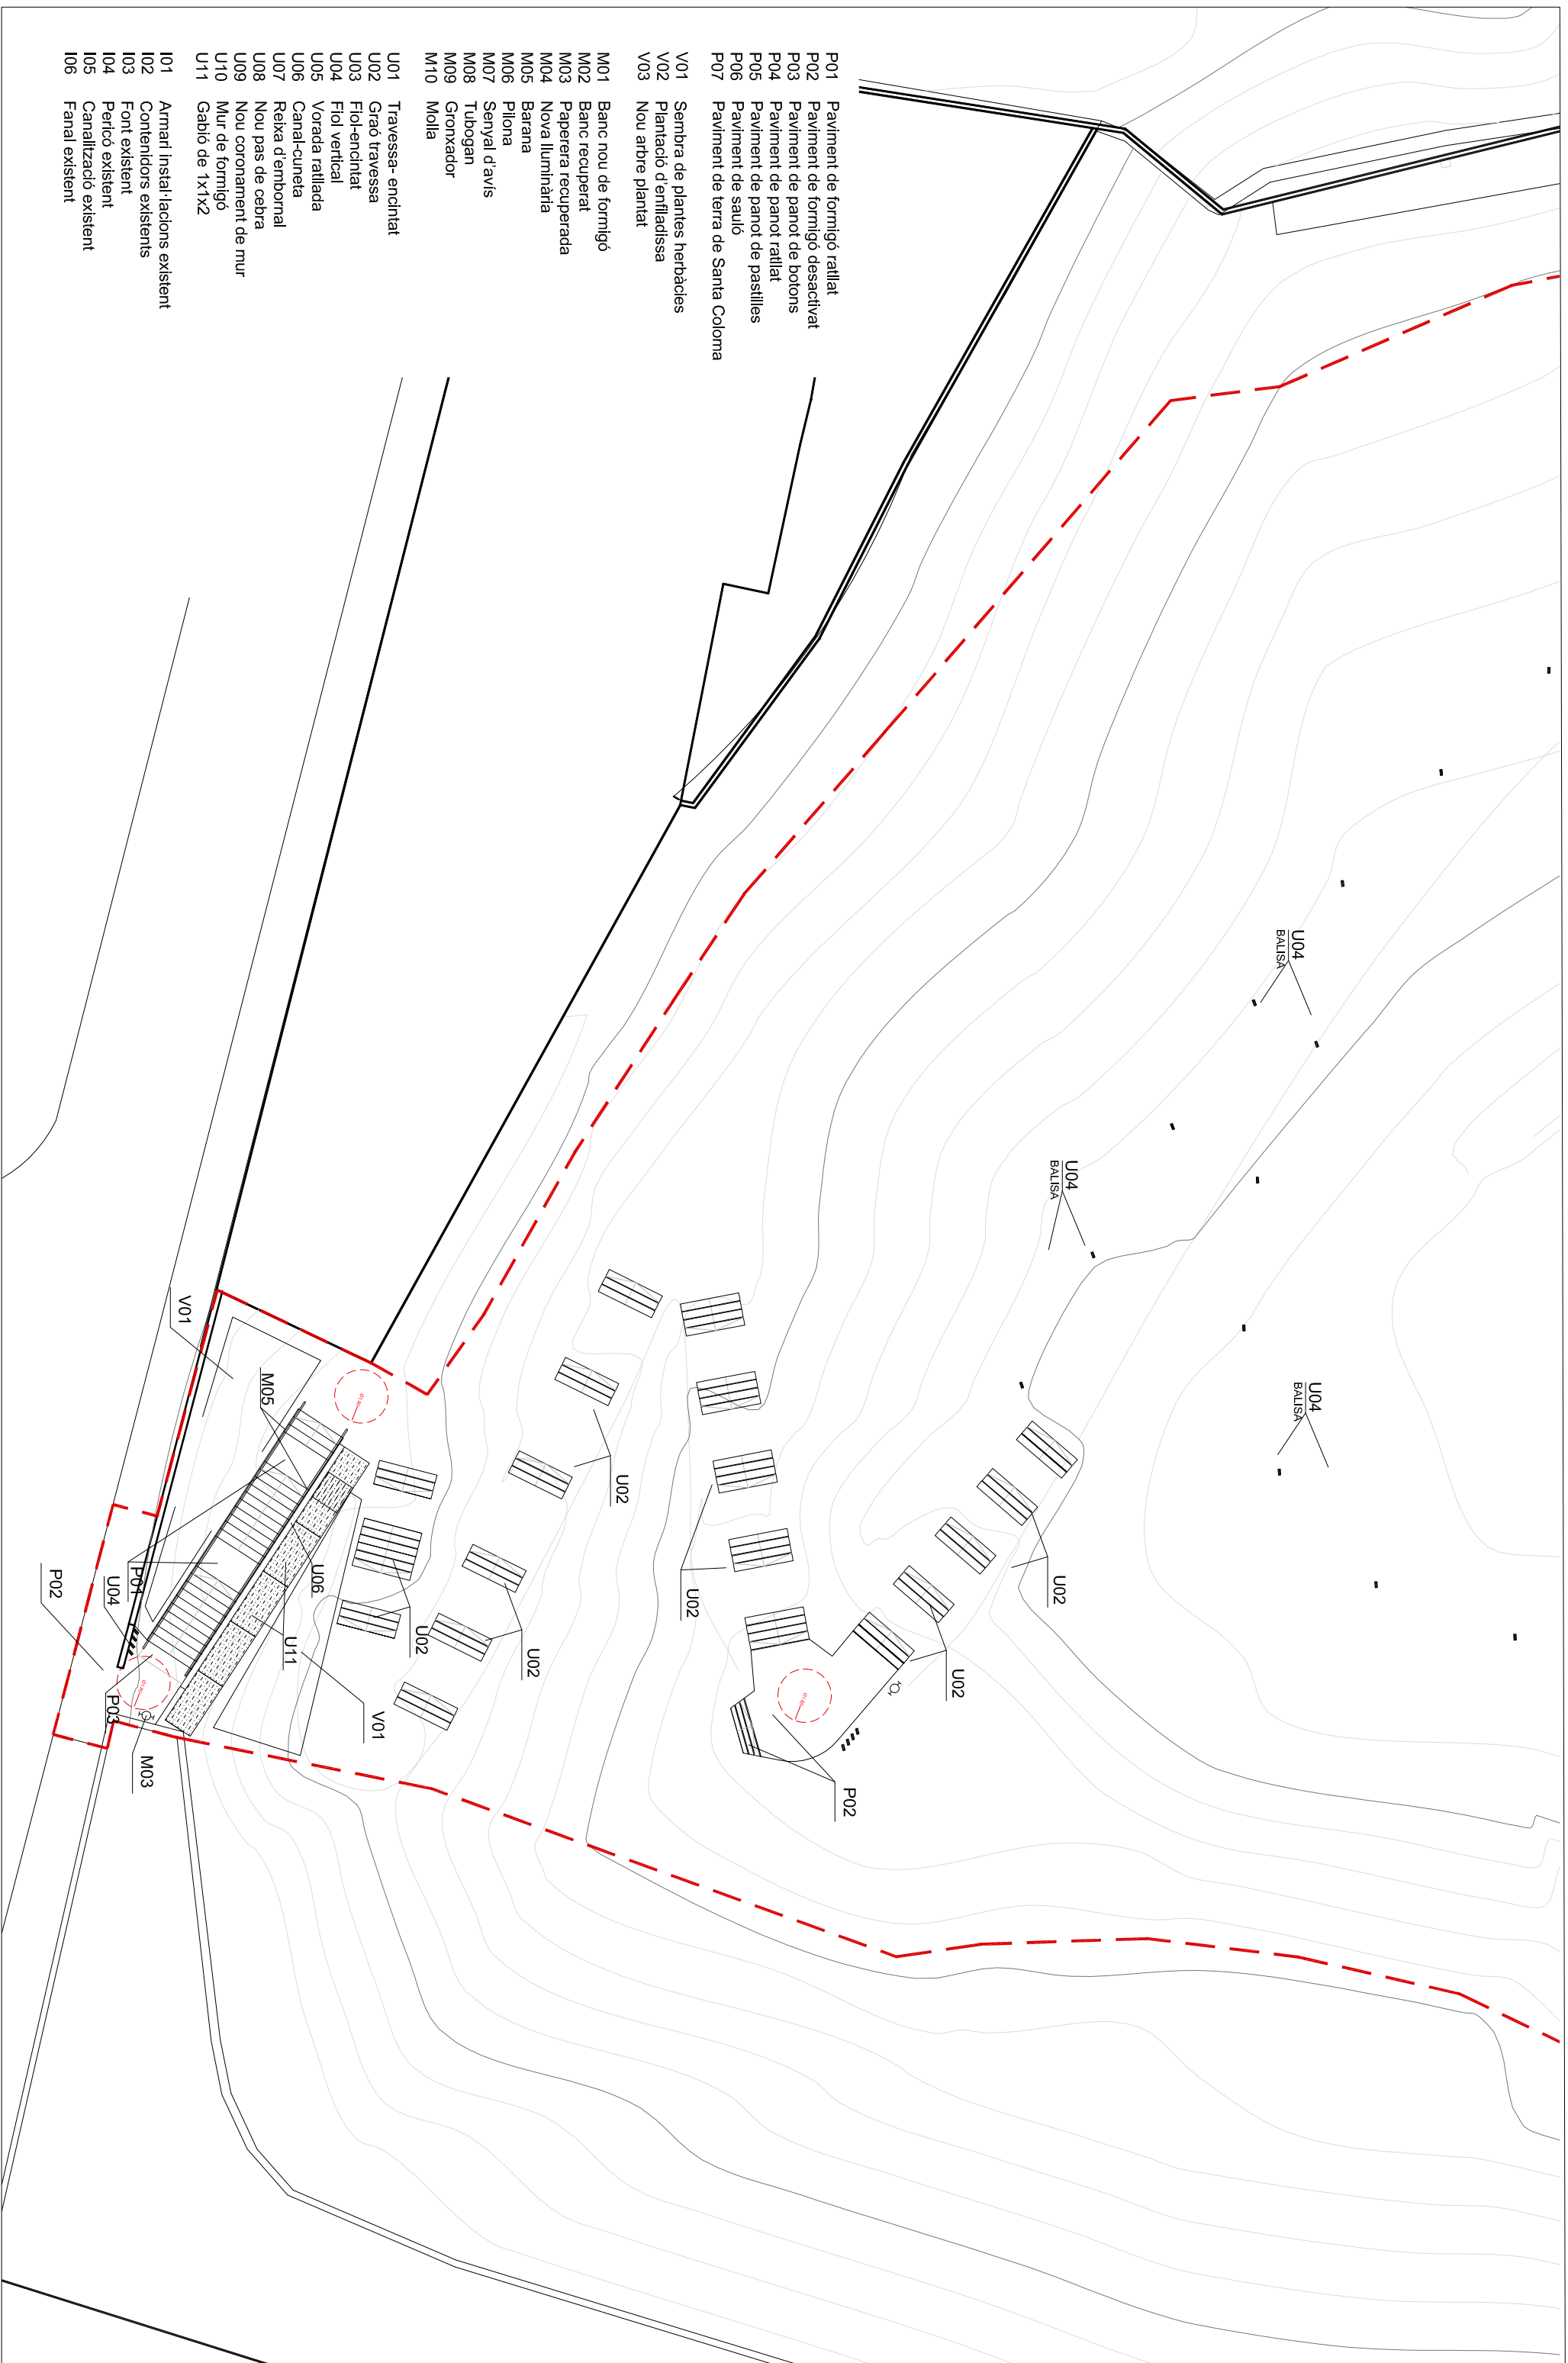 P01 Paviment de formigó ratllat
P02 Paviment de formigó desactivat
P03 Paviment de panot de botons
P04 Paviment de panot ratllat
P05 Paviment de panot de pastilles
P06 Paviment de sauló
P07 Paviment de terra de Santa Coloma
V01 Sembra de plantes herbàcies
V02 Plantació d'enfiladissa
V03 Nou arbre plantat
M01 Banc nou de formigó
M02 Banc recuperat
M03 Paperera recuperada
M04 Nova lluminària
M05 Barana
M06 Pilona
M07 Senyal d'avís
M08 Tubogan
M09 Gronxador
M10 Molla
U01 Travessa- encintat
U02 Graó travessa
U03 Fiol-encintat
U04 Fiol vertical
U05 Vorada ratllada
U06 Canal-cuneta
U07 Reixa d'embornal
U08 Nou pas de cebra
U09 Nou coronament de mur
U10 Mur de formigó
U11 Gabió de 1x1x2
I01 Armari instal·lacions existent
I02 Contenidors existents
I03 Font existent
I04 Pericó existent
I05 Canalització existent
I06 Fanal existent
U04
BALISA
U04
BALISA
U04
BALISA
U02
U02
U02
U02
U02
U02
P02
V01
M05
U06
U11
V01
P01
U04
P02
P03
M03